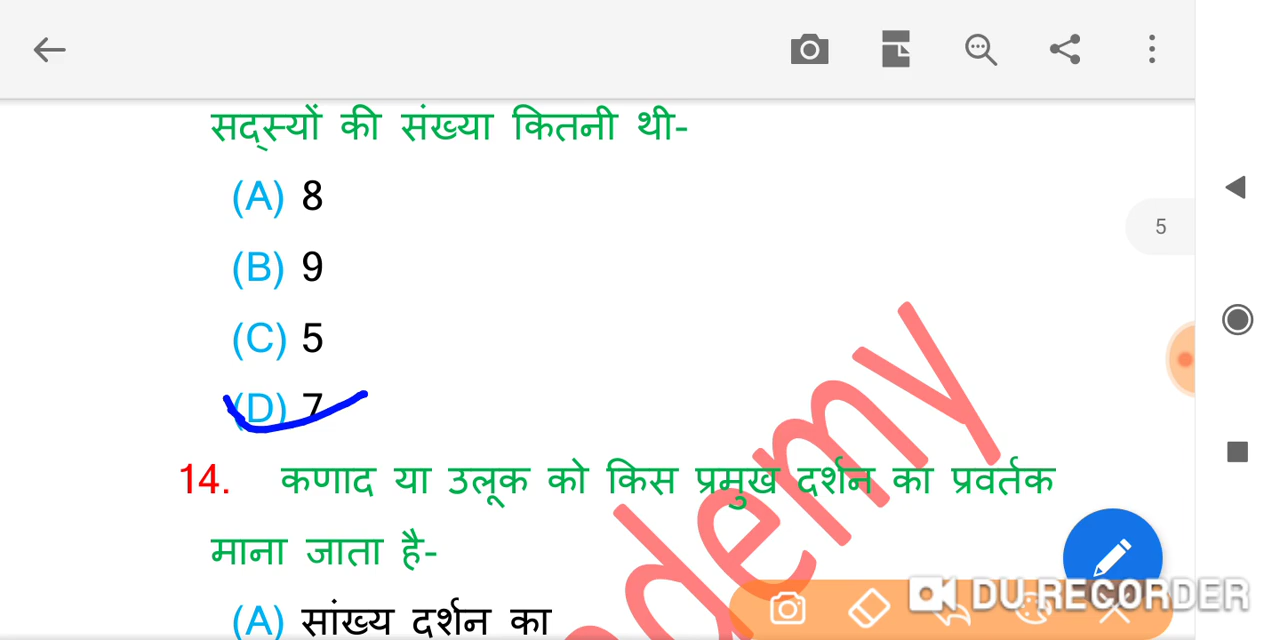 सद्स्यों की संख्या कितनी थी-
(A) 8
(B) 9
5
(C) 5
(D) 7
14. कणाद या उलूक को किस प्रमुख दर्शन का प्रवर्तक
माना जाता है-
DU RECORDER
(A) सांख्य दर्शन का
ademy